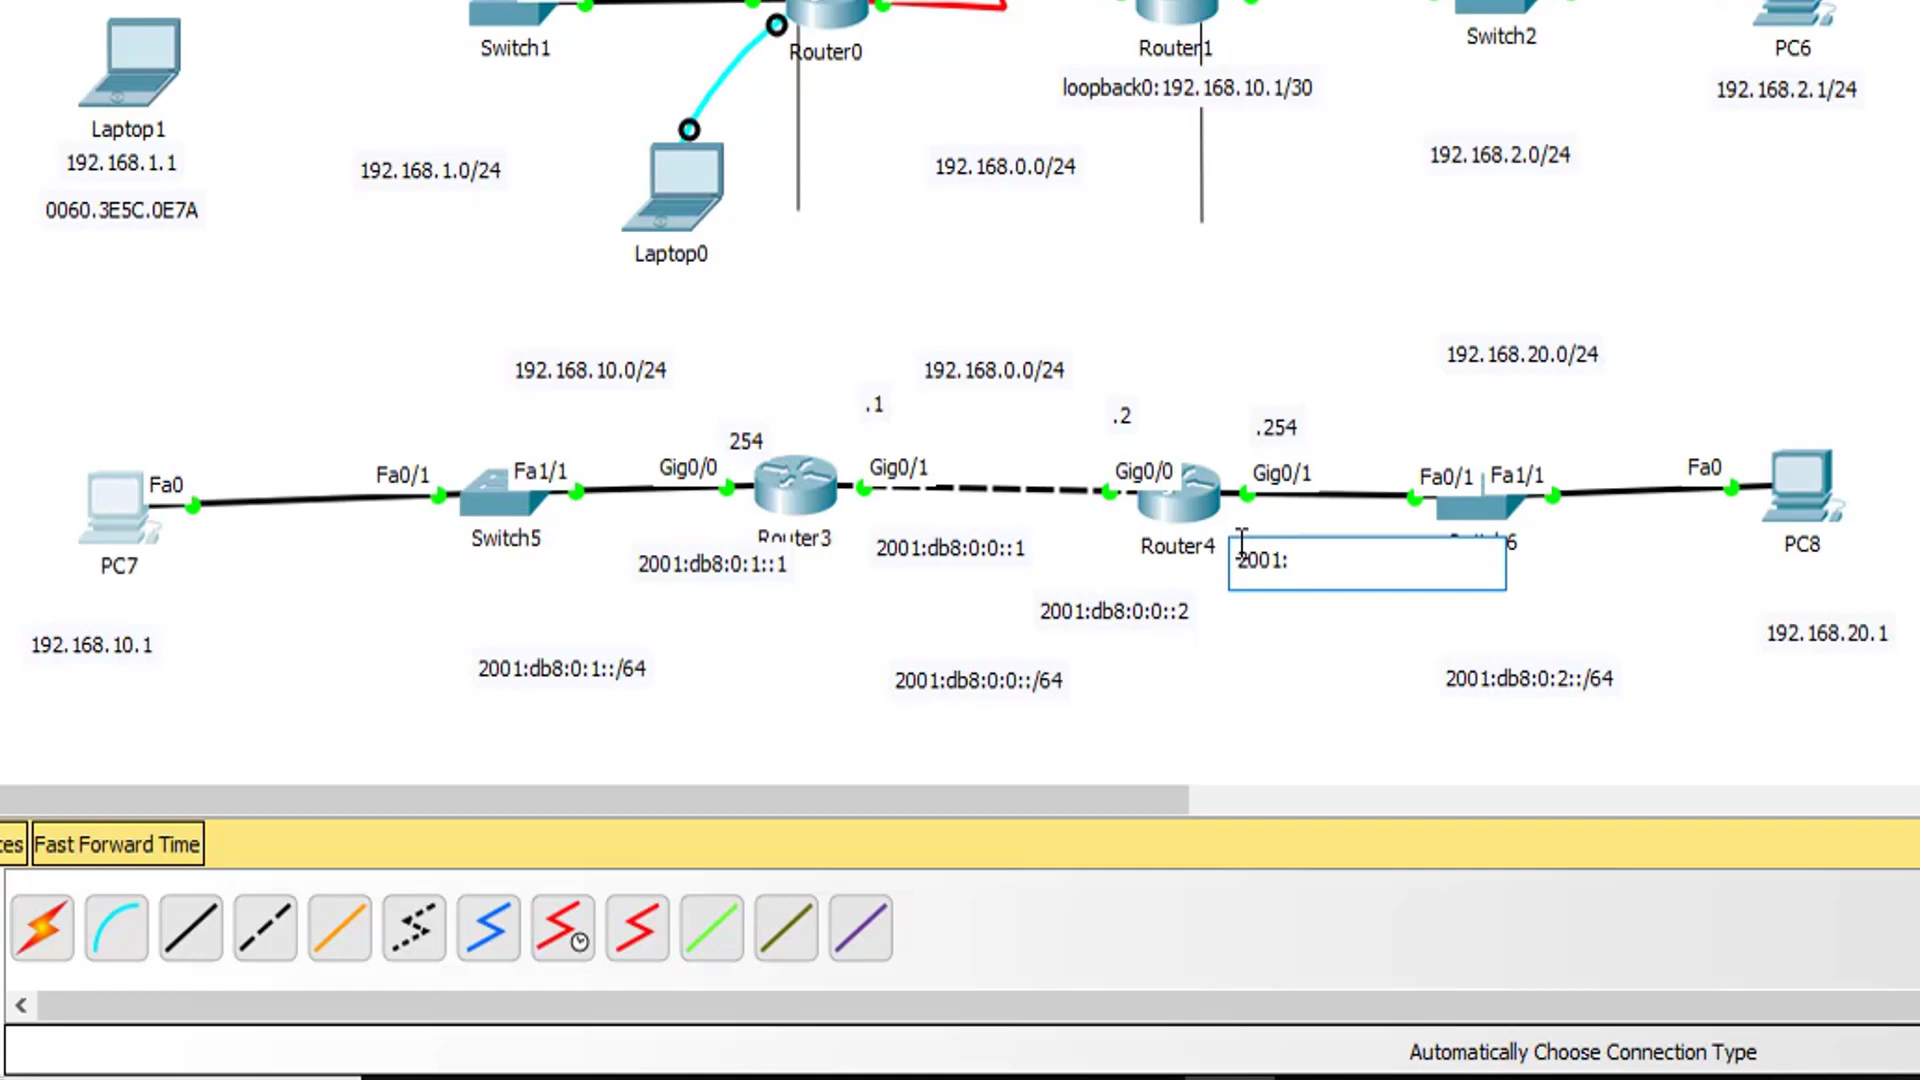 Switch1
Router0
Router1
Switch2
PC6
loopback0:192.168.10.1/30
192.168.2.1/24
Laptop1
192.168.1.1
0060.3E5C.0E7A
192.168.1.0/24
192.168.0.0/24
192.168.2.0/24
Laptop0
192.168.10.0/24
192.168.0.0/24
192.168.20.0/24
.1
.2
.254
254
Fa0
Fa0/1
Fa1/1
Gig0/0
Gig0/1
Gig0/0
Gig0/1
Fa0/1
Fa1/1
Fa0
PC7
Switch5
Router3
Router4
PC8
2001:db8:0:1::1
2001:db8:0:0::1
2001:
2001:db8:0:0::2
192.168.10.1
192.168.20.1
2001:db8:0:1::/64
2001:db8:0:0::/64
2001:db8:0:2::/64
Fast Forward Time
Automatically Choose Connection Type